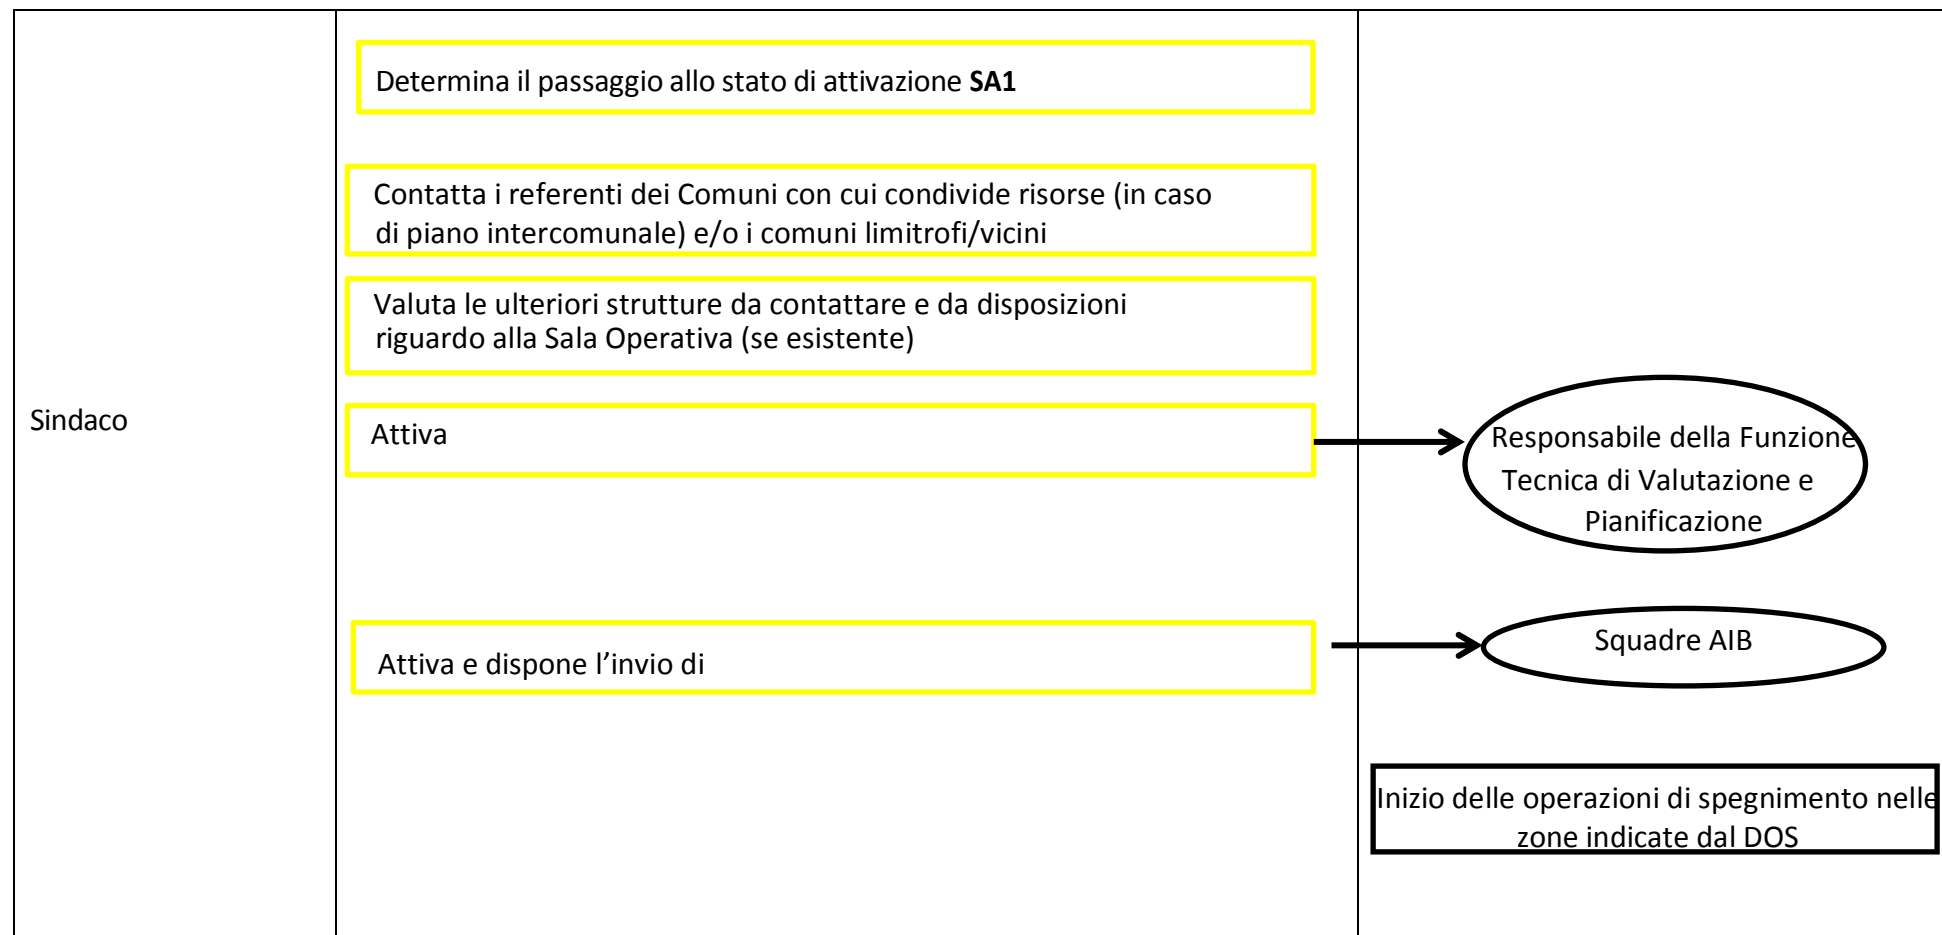 Sindaco
Determina il passaggio allo stato di attivazione SA1
Contatta i referenti dei Comuni con cui condivide risorse (in caso
di piano intercomunale) e/o i comuni limitrofi/vicini
Valuta le ulteriori strutture da contattare e da disposizioni
riguardo alla Sala Operativa (se esistente)
Attiva
Responsabile della Funzione
Tecnica di Valutazione e
Pianificazione
Attiva e dispone l’invio di
Squadre AIB
Inizio delle operazioni di spegnimento nelle
zone indicate dal DOS